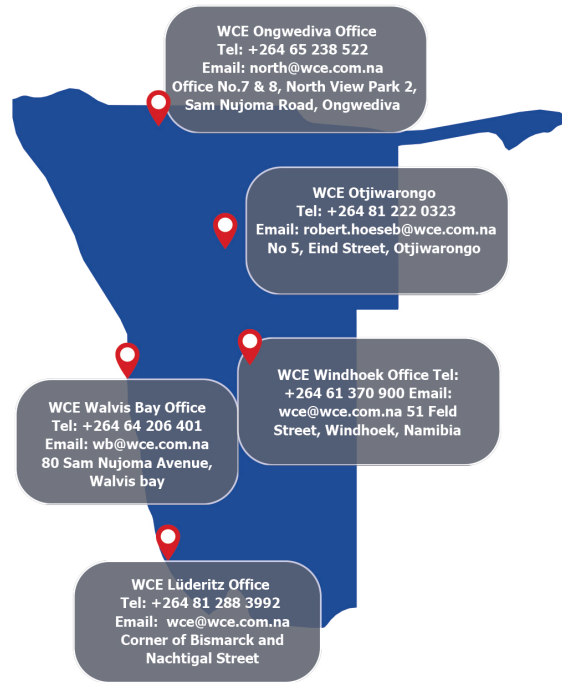 WCE Ongwediva Office
Tel: +264 65 238 522
Email: north@wce.com.na
Office No.7 & 8, North View Park 2,
Sam Nujoma Road, Ongwediva
WCE Otjiwarongo
Tel: +264 81 222 0323
Email: robert.hoeseb@wce.com.na
No 5, Eind Street, Otjiwarongo
WCE Windhoek Office Tel:
+264 61 370 900 Email:
wce@wce.com.na 51 Feld
Street, Windhoek, Namibia
WCE Walvis Bay Office
Tel: +264 64 206 401
Email: wb@wce.com.na
80 Sam Nujoma Avenue,
Walvis bay
WCE Lüderitz Office
Tel: +264 81 288 3992
Email: wce@wce.com.na
Corner of Bismarck and
Nachtigal Street